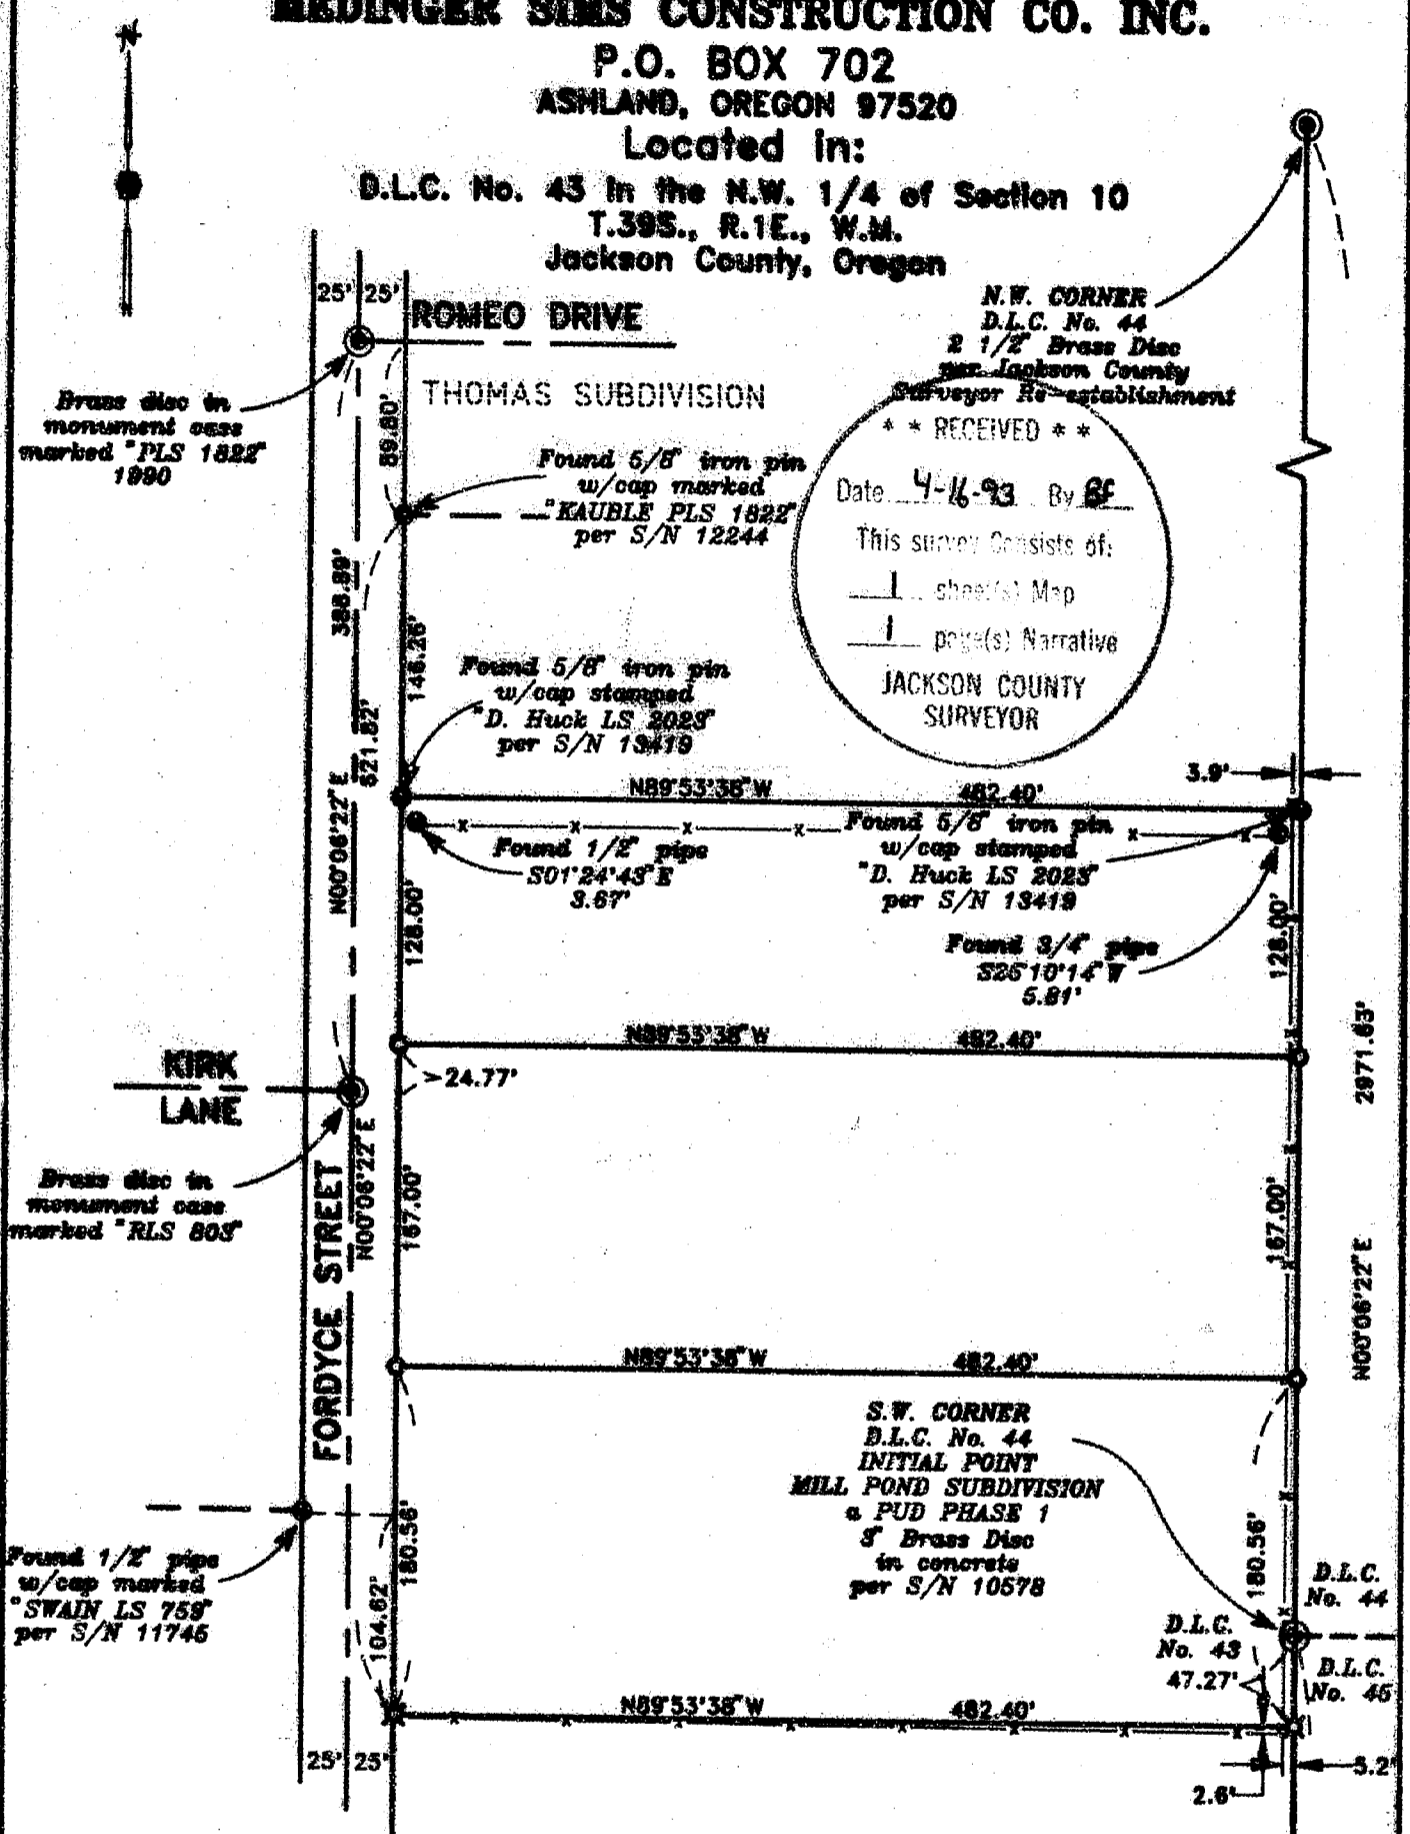 MEDINGER SIMS CONSTRUCTION CO. INC.
P.O. BOX 702
ASHLAND, OREGON 97520
Located in:
D.L.C. No. 43 in the N.W. 1/4 of Section 10
T.39S., R.1E., W.M.
Jackson County, Oregon
N
25' 25'
ROMEO DRIVE
THOMAS SUBDIVISION
N.W. CORNER
D.L.C. No. 44
2 1/2" Brass Disc
per Jackson County
Surveyor Re-establishment
Brass disc in
monument case
marked "PLS 1822"
1990
89.80'
Found 5/8" iron pin
w/cap marked
"KAUBLE PLS 1822"
per S/N 12244
* * RECEIVED * *
Date 4-16-93 By
This survey Consists of:
1 sheet(s) Map
1 page(s) Narrative
JACKSON COUNTY
SURVEYOR
388.89'
146.26'
621.82'
N00°06'22"E
Found 5/8" iron pin
w/cap stamped
"D. Huck LS 2023"
per S/N 13419
3.9'
N89°53'38"W 482.40'
Found 1/2" pipe
S01°24'43"E
3.67'
Found 5/8" iron pin
w/cap stamped
"D. Huck LS 2023"
per S/N 13419
128.00'
128.00'
Found 3/4" pipe
S26°10'14"W
5.81'
N89°53'38"W 482.40'
24.77'
KIRK
LANE
2971.63'
N00°06'22"E
Brass disc in
monument case
marked "RLS 803"
N00°06'22"E
FORDYCE STREET
167.00'
167.00'
N89°53'38"W 482.40'
S.W. CORNER
D.L.C. No. 44
INITIAL POINT
MILL POND SUBDIVISION
a PUD PHASE 1
3" Brass Disc
in concrete
per S/N 10578
Found 1/2" pipe
w/cap marked
"SWAIN LS 759"
per S/N 11745
180.56'
104.62'
180.56'
D.L.C.
No. 44
D.L.C.
No. 43
47.27'
D.L.C.
No. 45
N89°53'38"W 482.40'
25' 25'
5.2'
2.6'